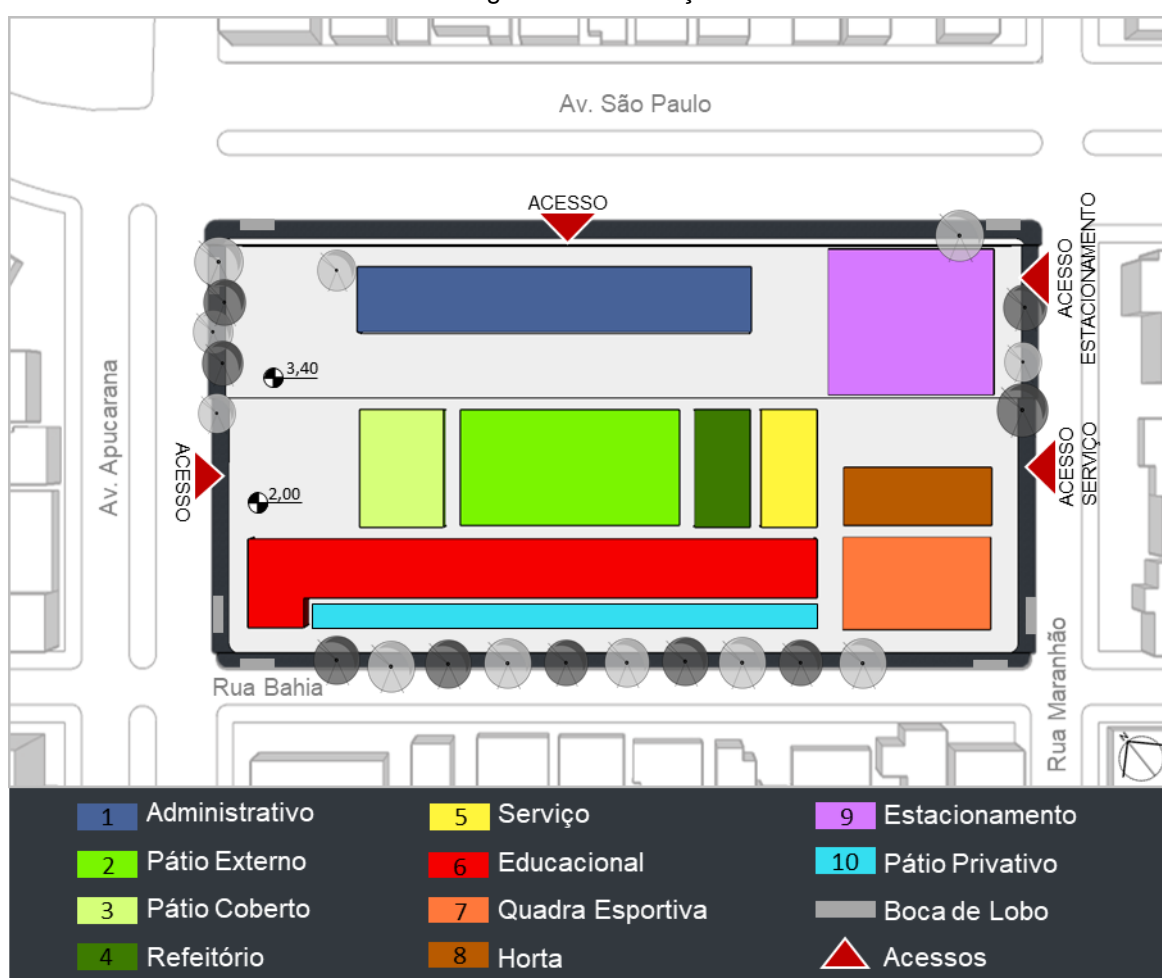 Av. São Paulo
ACESSO
ACESSO
ESTACIONAMENTO
3,40
Av. Apucarana
ACESSO
2,00
ACESSO
SERVIÇO
Rua Bahia
Rua Maranhão
N
1 Administrativo
2 Pátio Externo
3 Pátio Coberto
4 Refeitório
5 Serviço
6 Educacional
7 Quadra Esportiva
8 Horta
9 Estacionamento
10 Pátio Privativo
Boca de Lobo
Acessos